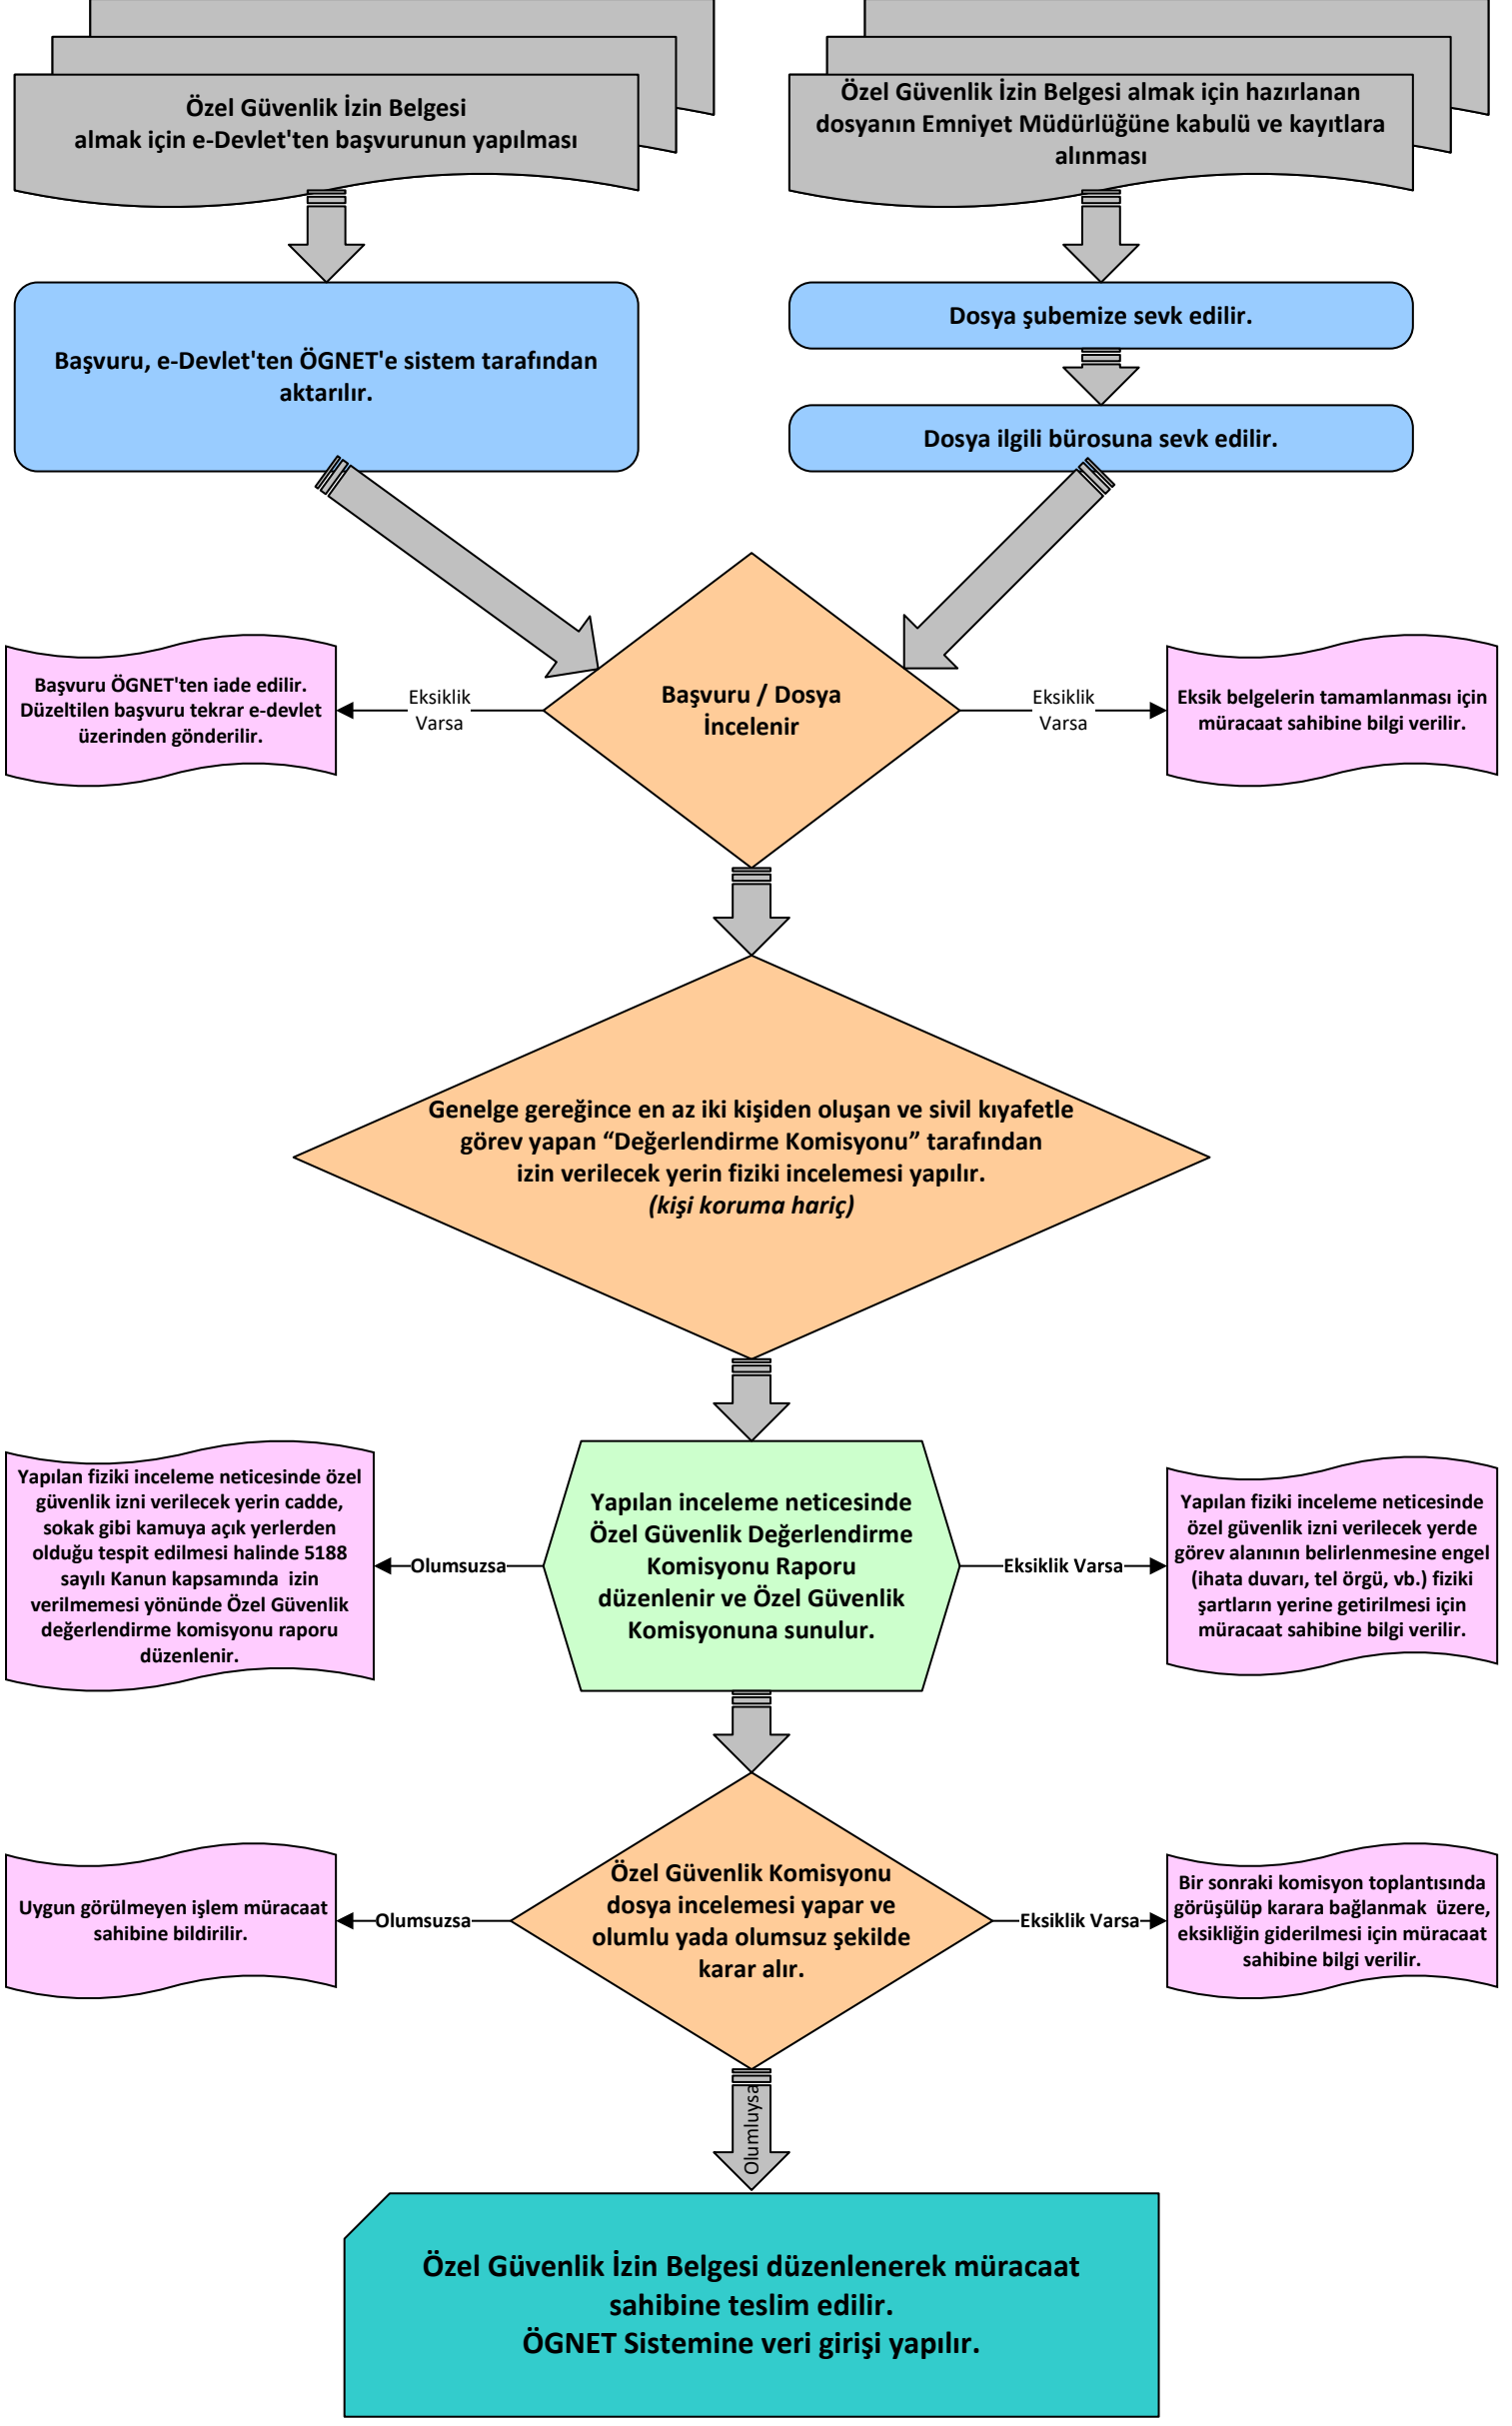 Özel Güvenlik İzin Belgesi
almak için e-Devlet'ten başvurunun yapılması
Özel Güvenlik İzin Belgesi almak için hazırlanan
dosyanın Emniyet Müdürlüğüne kabulü ve kayıtlara
alınması
Başvuru, e-Devlet'ten ÖGNET'e sistem tarafından
aktarılır.
Dosya şubemize sevk edilir.
Dosya ilgili bürosuna sevk edilir.
Başvuru ÖGNET'ten iade edilir.
Düzeltilen başvuru tekrar e-devlet
üzerinden gönderilir.
Eksiklik
Varsa
Başvuru / Dosya
İncelenir
Eksiklik
Varsa
Eksik belgelerin tamamlanması için
müracaat sahibine bilgi verilir.
Genelge gereğince en az iki kişiden oluşan ve sivil kıyafetle
görev yapan “Değerlendirme Komisyonu” tarafından
izin verilecek yerin fiziki incelemesi yapılır.
(kişi koruma hariç)
Yapılan fiziki inceleme neticesinde özel
güvenlik izni verilecek yerin cadde,
sokak gibi kamuya açık yerlerden
olduğu tespit edilmesi halinde 5188
sayılı Kanun kapsamında izin
verilmemesi yönünde Özel Güvenlik
değerlendirme komisyonu raporu
düzenlenir.
Olumsuzsa
Yapılan inceleme neticesinde
Özel Güvenlik Değerlendirme
Komisyonu Raporu
düzenlenir ve Özel Güvenlik
Komisyonuna sunulur.
Eksiklik Varsa
Yapılan fiziki inceleme neticesinde
özel güvenlik izni verilecek yerde
görev alanının belirlenmesine engel
(ihata duvarı, tel örgü, vb.) fiziki
şartların yerine getirilmesi için
müracaat sahibine bilgi verilir.
Uygun görülmeyen işlem müracaat
sahibine bildirilir.
Olumsuzsa
Özel Güvenlik Komisyonu
dosya incelemesi yapar ve
olumlu yada olumsuz şekilde
karar alır.
Eksiklik Varsa
Bir sonraki komisyon toplantısında
görüşülüp karara bağlanmak üzere,
eksikliğin giderilmesi için müracaat
sahibine bilgi verilir.
Olumluysa
Özel Güvenlik İzin Belgesi düzenlenerek müracaat
sahibine teslim edilir.
ÖGNET Sistemine veri girişi yapılır.